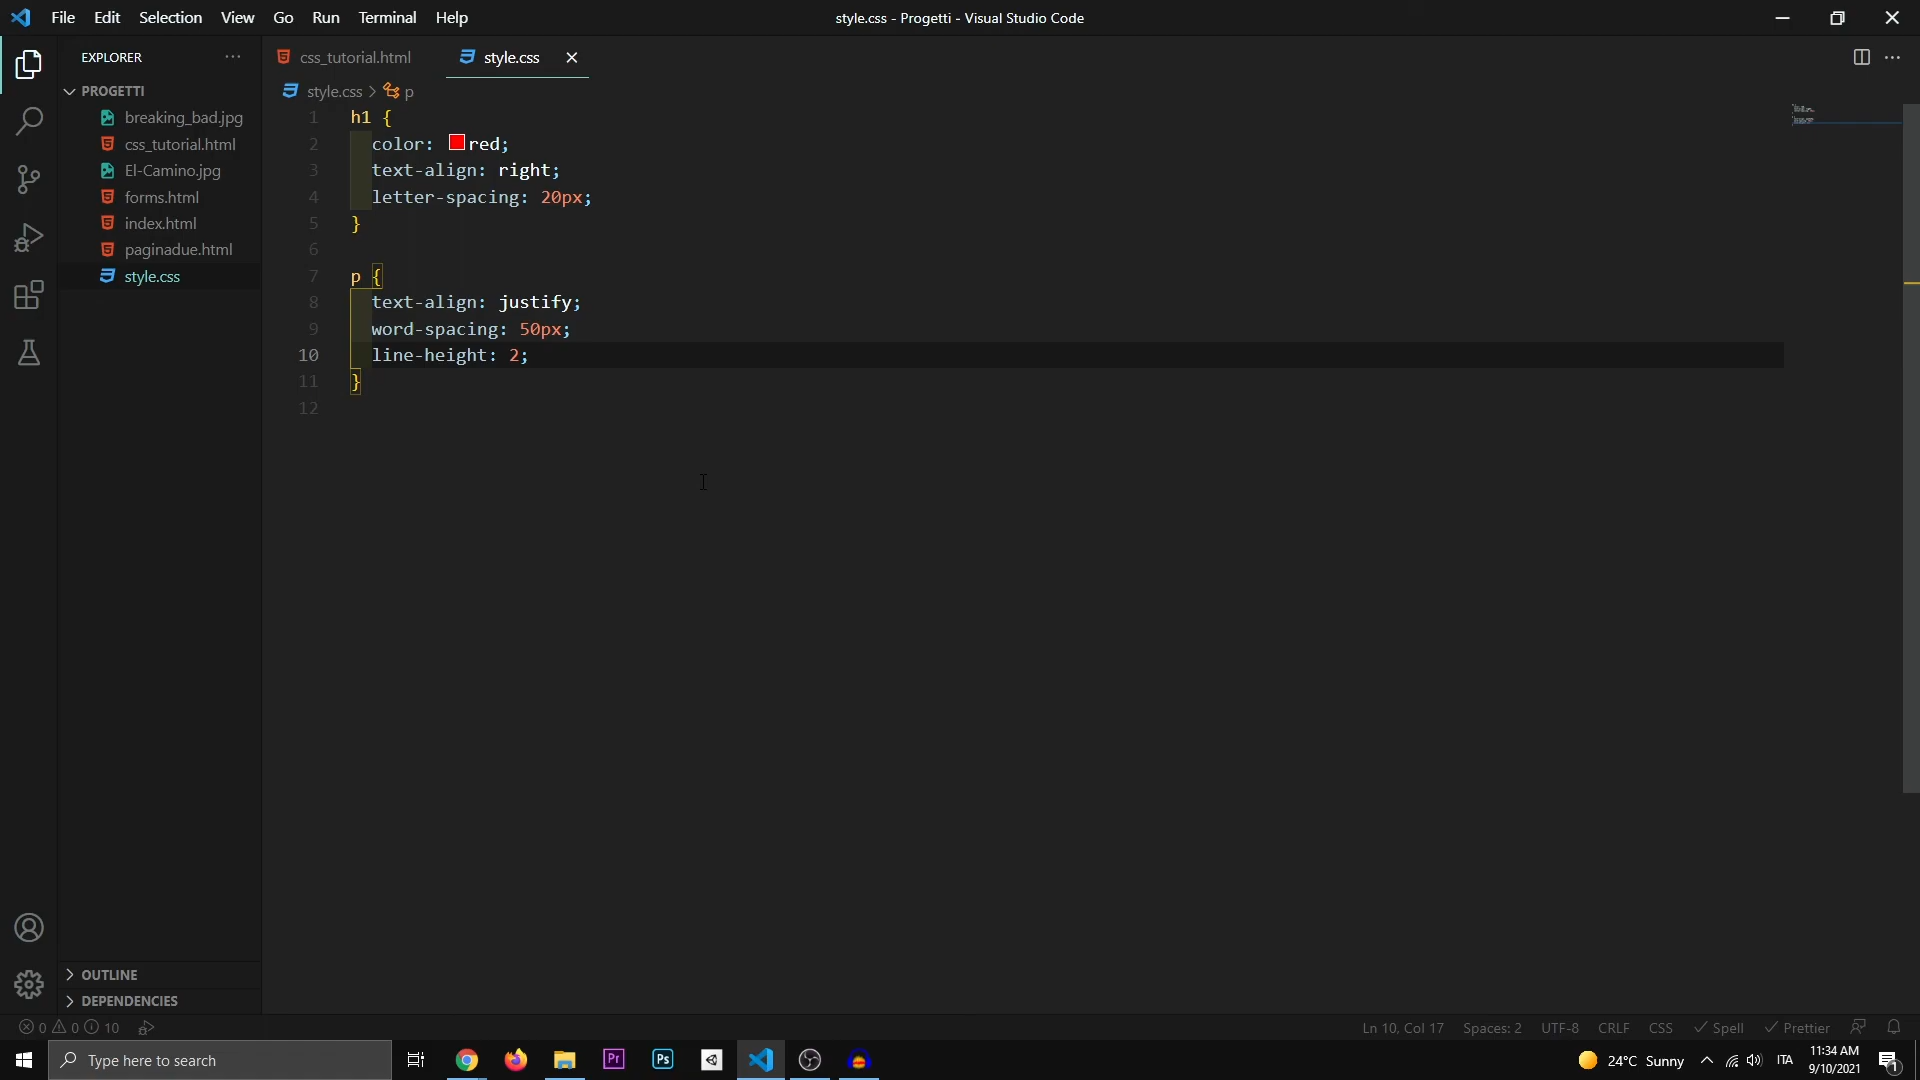 File Edit Selection View Go Run Terminal Help
style.css - Progetti - Visual Studio Code
EXPLORER
css_tutorial.html
style.css
PROGETTI
style.css > p
breaking_bad.jpg
css_tutorial.html
El-Camino.jpg
forms.html
index.html
paginadue.html
style.css
1 h1 {
2 color: red;
3 text-align: right;
4 letter-spacing: 20px;
5 }
6
7 p {
8 text-align: justify;
9 word-spacing: 50px;
10 line-height: 2;
11 }
12
OUTLINE
DEPENDENCIES
0 0 10
Ln 10, Col 17 Spaces: 2 UTF-8 CRLF CSS Spell Prettier
Type here to search
Pr
Ps
24°C Sunny
ITA
11:34 AM
9/10/2021
1